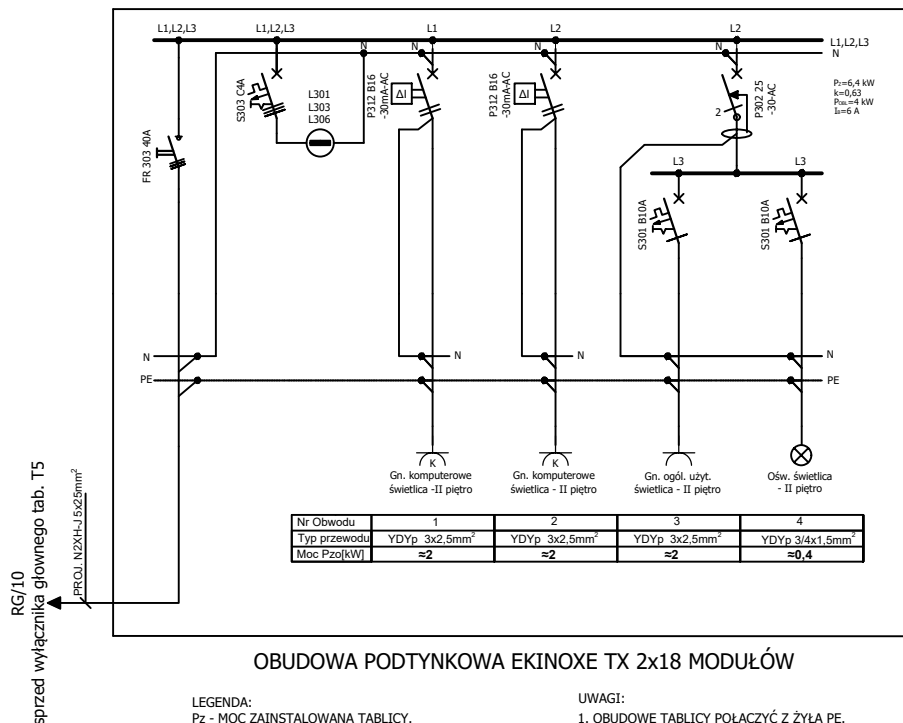 L1,L2,L3
L1,L2,L3
L1
L2
L2
L1,L2,L3
N
N
N
N
N
S303 C4A
L301
L303
L306
P312 B16
-30mA-AC
ΔI
P312 B16
-30mA-AC
ΔI
2
P302 25
-30-AC
Pz=6,4 kW
k=0,63
POBL=4 kW
IB=6 A
FR 303 40A
L3
L3
S301 B10A
S301 B10A
N
N
N
N
PE
PE
K
K
Gn. komputerowe
świetlica -II piętro
Gn. komputerowe
świetlica - II piętro
Gn. ogól. użyt.
świetlica - II piętro
Ośw. świetlica
- II piętro
Nr Obwodu 1 2 3 4
Typ przewodu YDYp 3x2,5mm² YDYp 3x2,5mm² YDYp 3x2,5mm² YDYp 3/4x1,5mm²
Moc Pzo[kW] ≈2 ≈2 ≈2 ≈0,4
PROJ. N2XH-J 5x25mm²
RG/10
sprzed wyłącznika głownego tab. T5
OBUDOWA PODTYNKOWA EKINOXE TX 2x18 MODUŁÓW
LEGENDA:
Pz - MOC ZAINSTALOWANA TABLICY.
UWAGI:
1. OBUDOWE TABLICY POŁACZYĆ Z ŻYŁA PE.